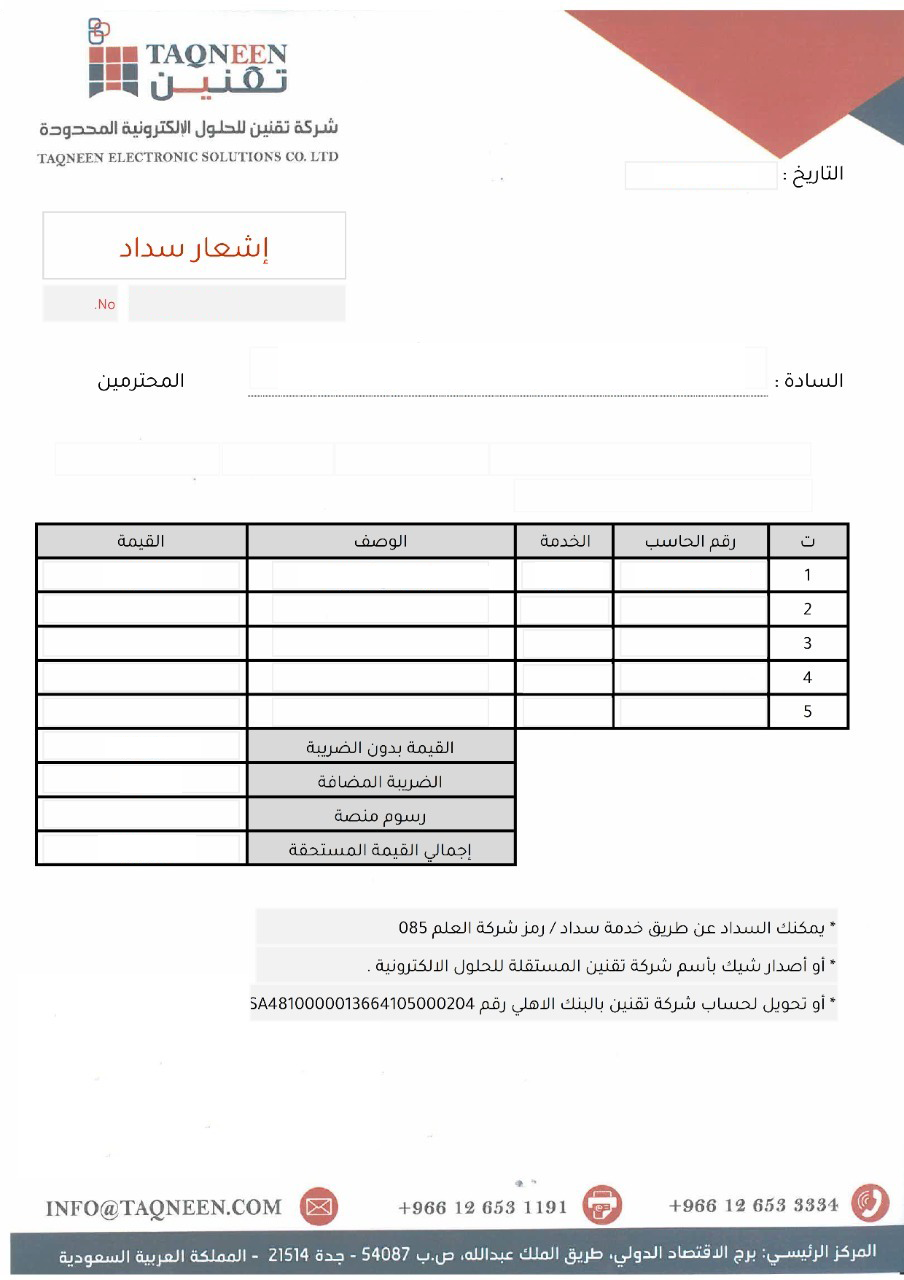 TAQNEEN
تقنين
شركة تقنين للحلول الإلكترونية المحدودة
TAQNEEN ELECTRONIC SOLUTIONS CO. LTD
التاريخ :
إشعار سداد
No.
السادة : المحترمين
ت رقم الحاسب الخدمة الوصف القيمة
1
2
3
4
5
القيمة بدون الضريبة
الضريبة المضافة
رسوم منصة
إجمالي القيمة المستحقة
* يمكنك السداد عن طريق خدمة سداد / رمز شركة العلم 085
* أو أصدار شيك بأسم شركة تقنين المستقلة للحلول الالكترونية .
* أو تحويل لحساب شركة تقنين بالبنك الاهلي رقم SA4810000013664105000204
INFO@TAQNEEN.COM +966 12 653 1191 +966 12 653 3334
المركز الرئيسي: برج الاقتصاد الدولي، طريق الملك عبدالله، ص.ب 54087 - جدة 21514 - المملكة العربية السعودية